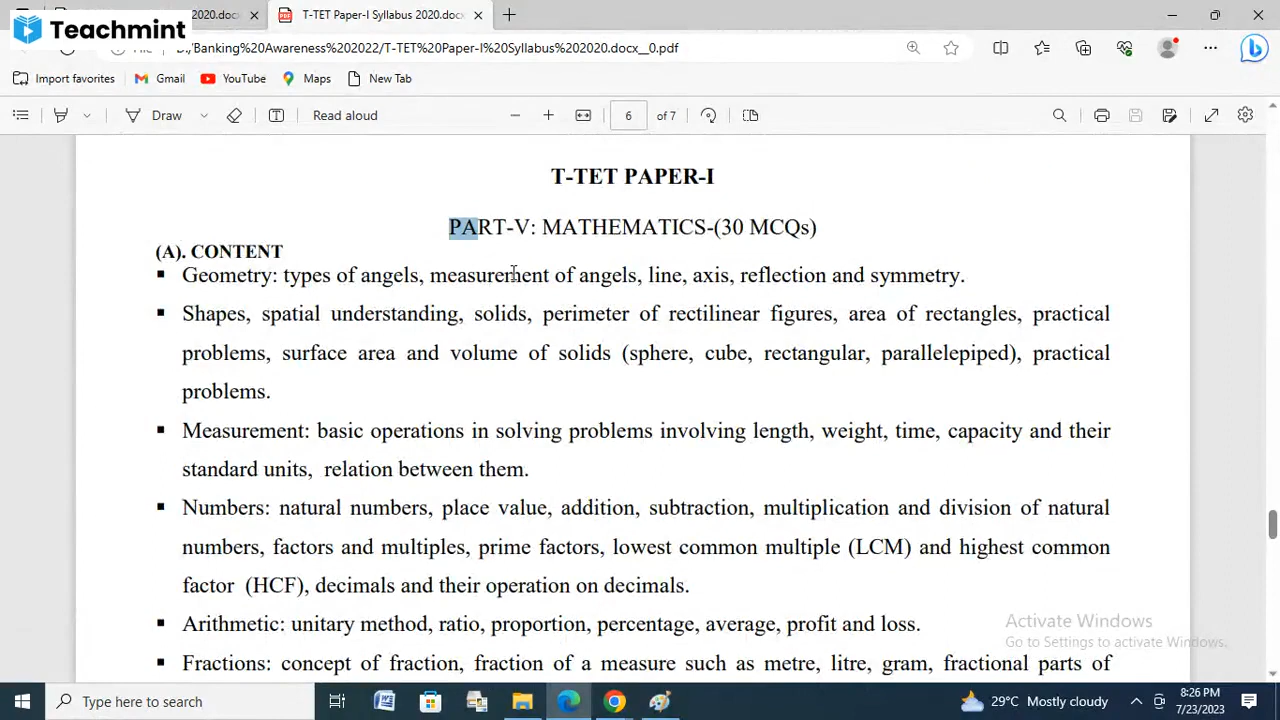 Teachmint
2020.docx
T-TET Paper-I Syllabus 2020.docx
D:/Banking%20Awareness%202022/T-TET%20Paper-I%20Syllabus%202020.docx__0.pdf
Import favorites
Gmail
YouTube
Maps
New Tab
Draw
Read aloud
6
of 7
T-TET PAPER-I
PART-V: MATHEMATICS-(30 MCQs)
(A). CONTENT
▪ Geometry: types of angels, measurement of angels, line, axis, reflection and symmetry.
▪ Shapes, spatial understanding, solids, perimeter of rectilinear figures, area of rectangles, practical
problems, surface area and volume of solids (sphere, cube, rectangular, parallelepiped), practical
problems.
▪ Measurement: basic operations in solving problems involving length, weight, time, capacity and their
standard units, relation between them.
▪ Numbers: natural numbers, place value, addition, subtraction, multiplication and division of natural
numbers, factors and multiples, prime factors, lowest common multiple (LCM) and highest common
factor (HCF), decimals and their operation on decimals.
▪ Arithmetic: unitary method, ratio, proportion, percentage, average, profit and loss.
▪ Fractions: concept of fraction, fraction of a measure such as metre, litre, gram, fractional parts of
Activate Windows
Go to Settings to activate Windows.
Type here to search
29°C Mostly cloudy
8:26 PM
7/23/2023